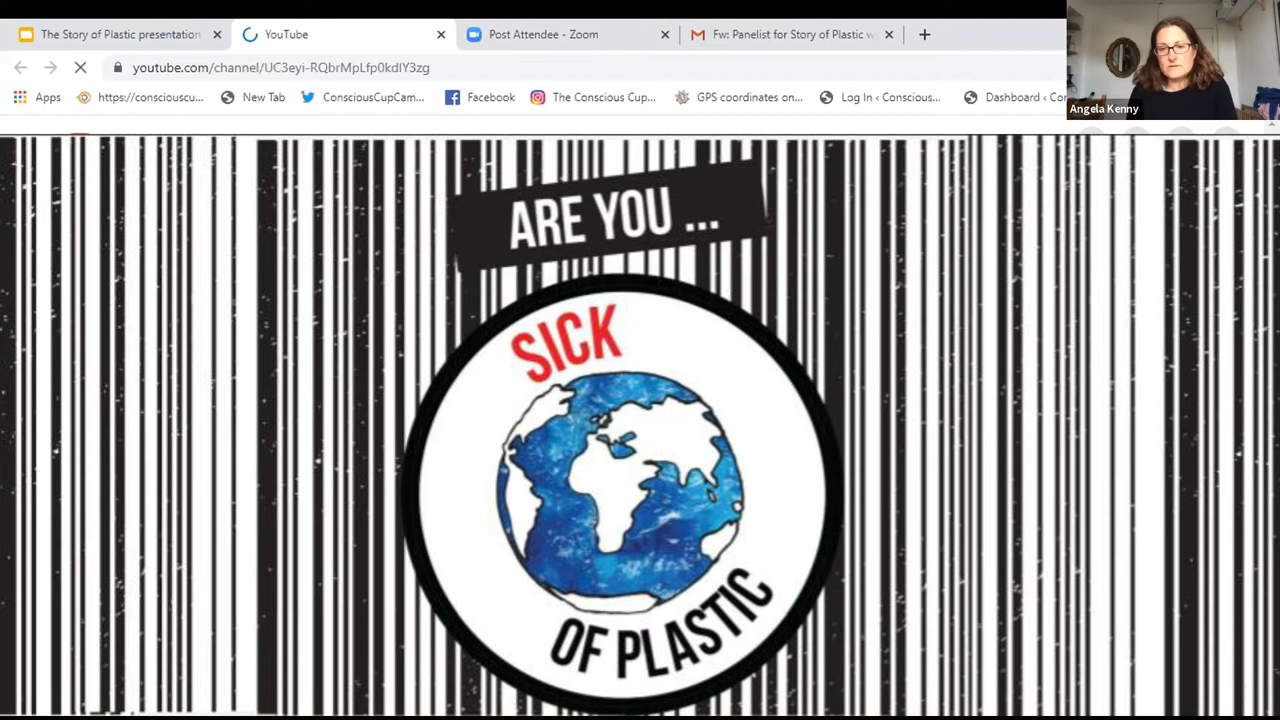 The Story of Plastic presentation
YouTube
Post Attendee - Zoom
Fw: Panelist for Story of Plastic w
youtube.com/channel/UC3eyi-RQbrMpLfp0kdlY3zg
Apps
https://consciouscu...
New Tab
ConsciousCupCam...
Facebook
The Conscious Cup...
GPS coordinates on...
Log In ‹ Conscious...
Dashboard ‹ Co
Angela Kenny
ARE YOU ...
SICK
OF PLASTIC